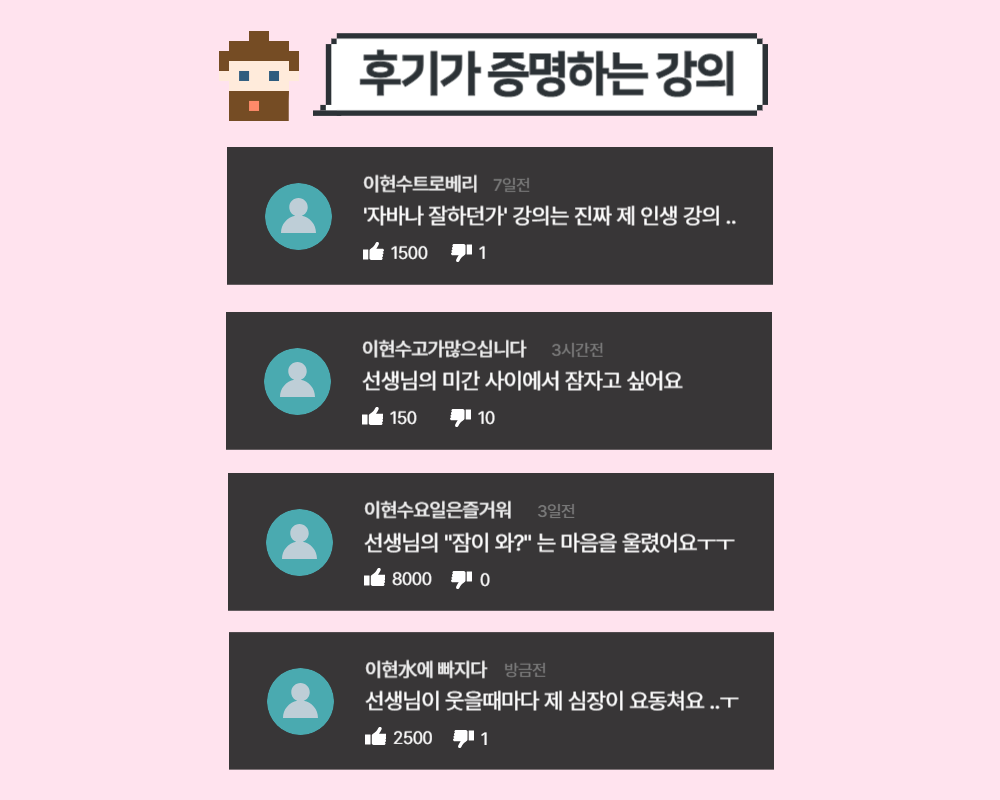 후기가 증명하는 강의
이현수트로베리 7일전
'자바나 잘하던가' 강의는 진짜 제 인생 강의 ..
1500 1
이현수고가많으십니다 3시간전
선생님의 미간 사이에서 잠자고 싶어요
150 10
이현수요일은즐거워 3일전
선생님의 "잠이 와?" 는 마음을 울렸어요ㅜㅜ
8000 0
이현水에 빠지다 방금전
선생님이 웃을때마다 제 심장이 요동쳐요 ..ㅜ
2500 1